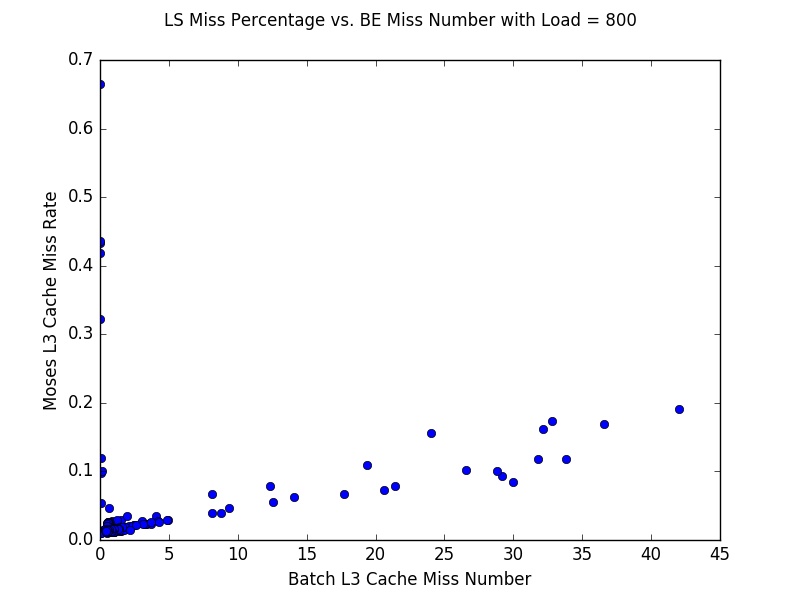 LS Miss Percentage vs. BE Miss Number with Load = 800
0.7
0.6
0.5
0.4
0.3
0.2
0.1
0.0
Moses L3 Cache Miss Rate
0 5 10 15 20 25 30 35 40 45
Batch L3 Cache Miss Number